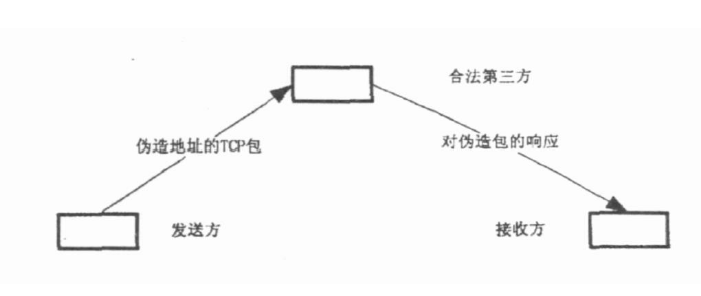 合法第三方
伪造地址的TCP包
对伪造包的响应
发送方
接收方